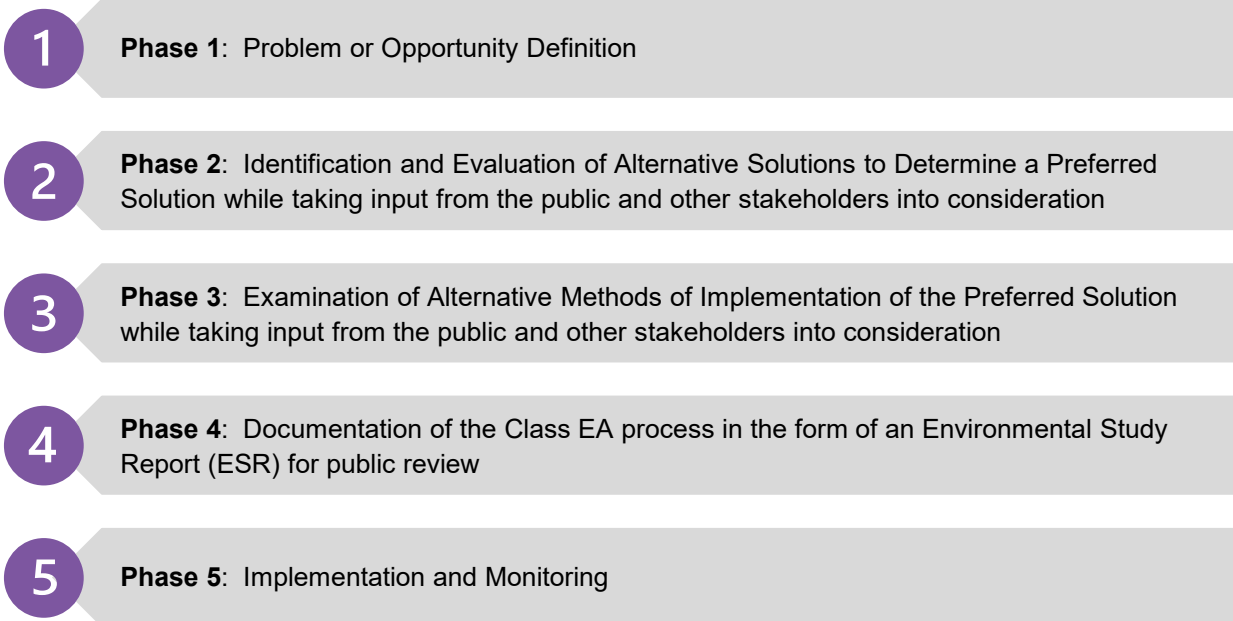 1
Phase 1: Problem or Opportunity Definition
2
Phase 2: Identification and Evaluation of Alternative Solutions to Determine a Preferred
Solution while taking input from the public and other stakeholders into consideration
3
Phase 3: Examination of Alternative Methods of Implementation of the Preferred Solution
while taking input from the public and other stakeholders into consideration
4
Phase 4: Documentation of the Class EA process in the form of an Environmental Study
Report (ESR) for public review
5
Phase 5: Implementation and Monitoring